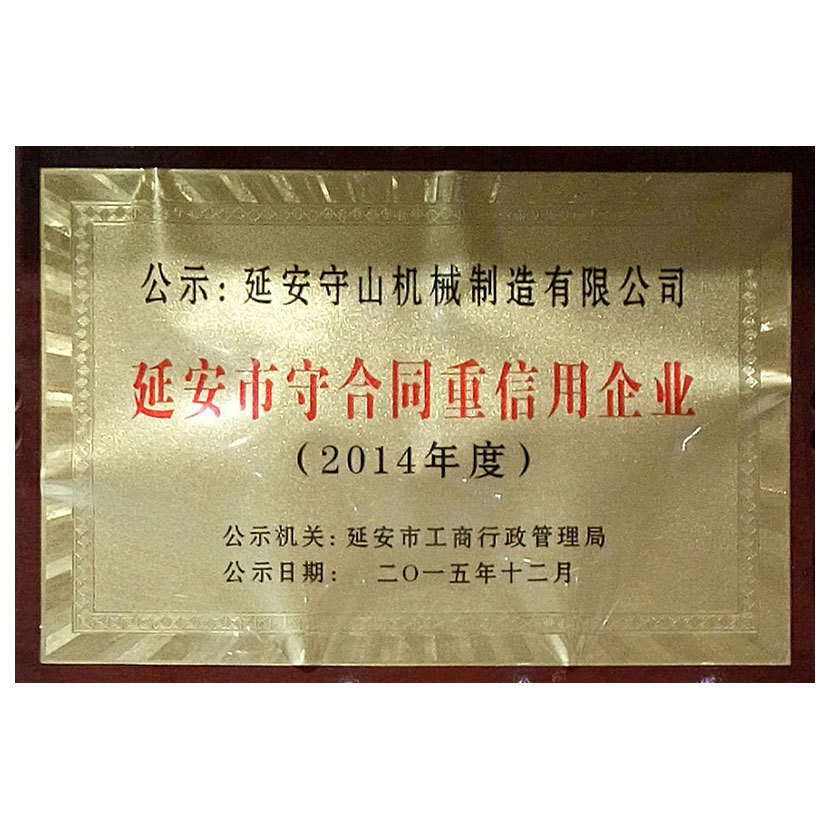 公示：延安守山机械制造有限公司
延安市守合同重信用企业
（2014年度）
公示机关：延安市工商行政管理局
公示日期： 二〇一五年十二月